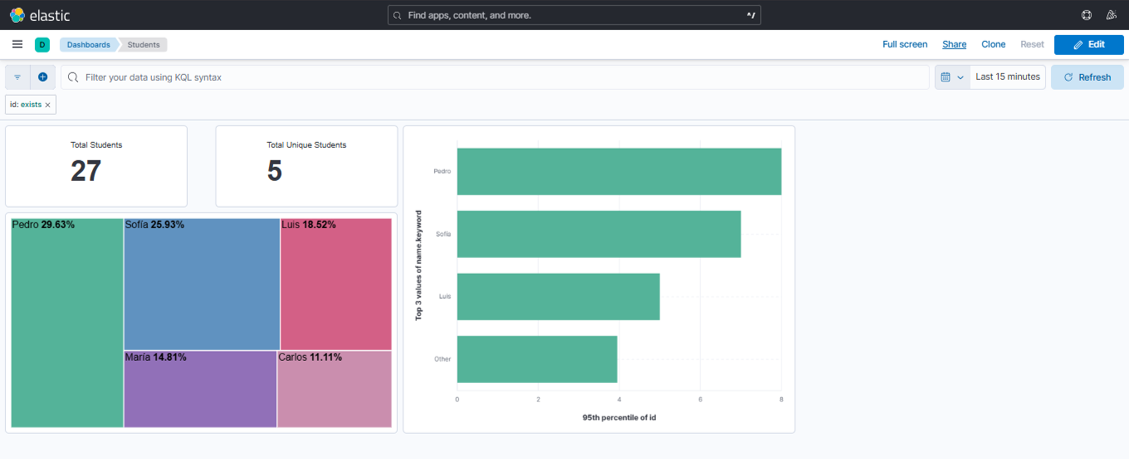 elastic
Find apps, content, and more.
^/
D
Dashboards
Students
Full screen
Share
Clone
Reset
Edit
Filter your data using KQL syntax
Last 15 minutes
Refresh
id: exists ×
Total Students
27
Total Unique Students
5
Pedro 29.63%
Sofía 25.93%
Luis 18.52%
María 14.81%
Carlos 11.11%
Top 3 values of name.keyword
Pedro
Sofía
Luis
Other
0 2 4 6 8
95th percentile of id